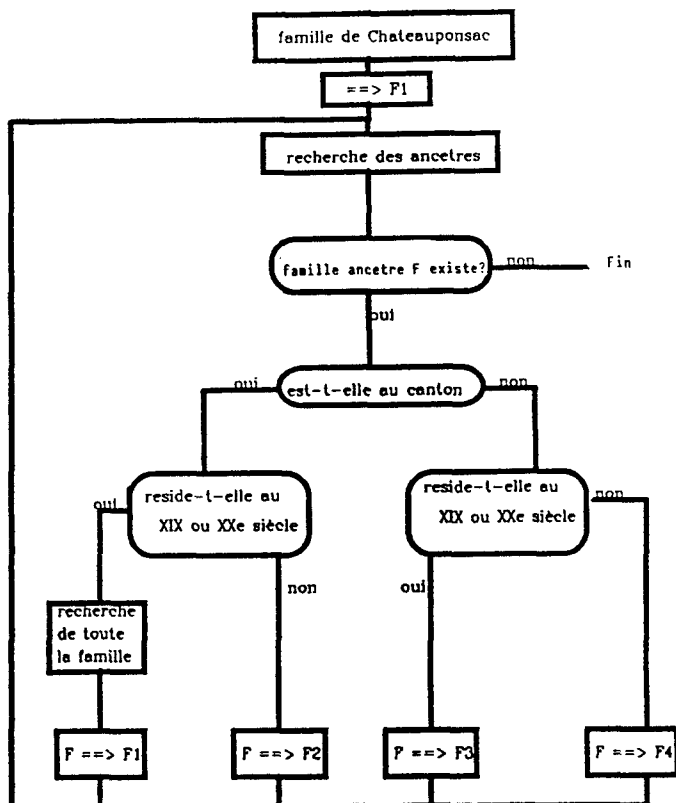 famille de Chateauponsac
==> F1
recherche des ancetres
famille ancetre F existe?
non
Fin
oui
oui
est-t-elle au canton
non
reside-t-elle au
XIX ou XXe siècle
reside-t-elle au
XIX ou XXe siècle
oui
non
non
oui
recherche
de toute
la famille
F ==> F1
F ==> F2
F ==> F3
F ==> F4